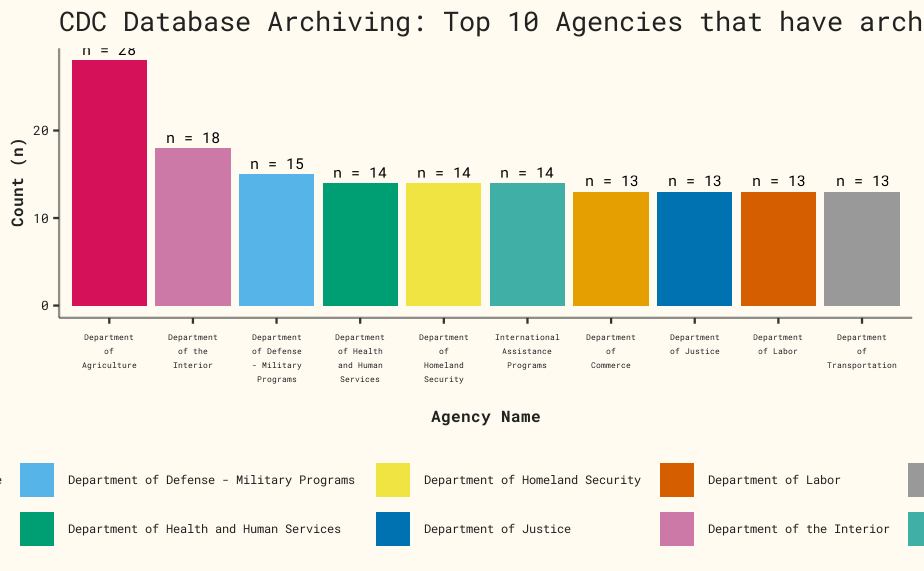 CDC Database Archiving: Top 10 Agencies that have arch
n = 28
n = 18
n = 15
n = 14
n = 14
n = 14
n = 13
n = 13
n = 13
n = 13
Count (n)
20
10
0
Department
of
Agriculture
Department
of the
Interior
Department
of Defense
- Military
Programs
Department
of Health
and Human
Services
Department
of
Homeland
Security
International
Assistance
Programs
Department
of
Commerce
Department
of Justice
Department
of Labor
Department
of
Transportation
Agency Name
Department of Defense - Military Programs
Department of Homeland Security
Department of Labor
Department of Health and Human Services
Department of Justice
Department of the Interior